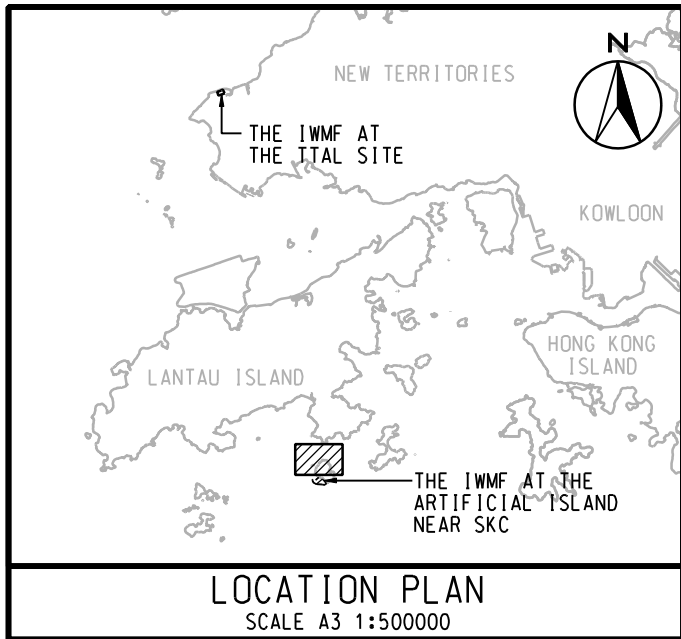 N
NEW TERRITORIES
THE IWMF AT
THE TTAL SITE
KOWLOON
HONG KONG
ISLAND
LANTAU ISLAND
THE IWMF AT THE
ARTIFICIAL ISLAND
NEAR SKC
LOCATION PLAN
SCALE A3 1:500000